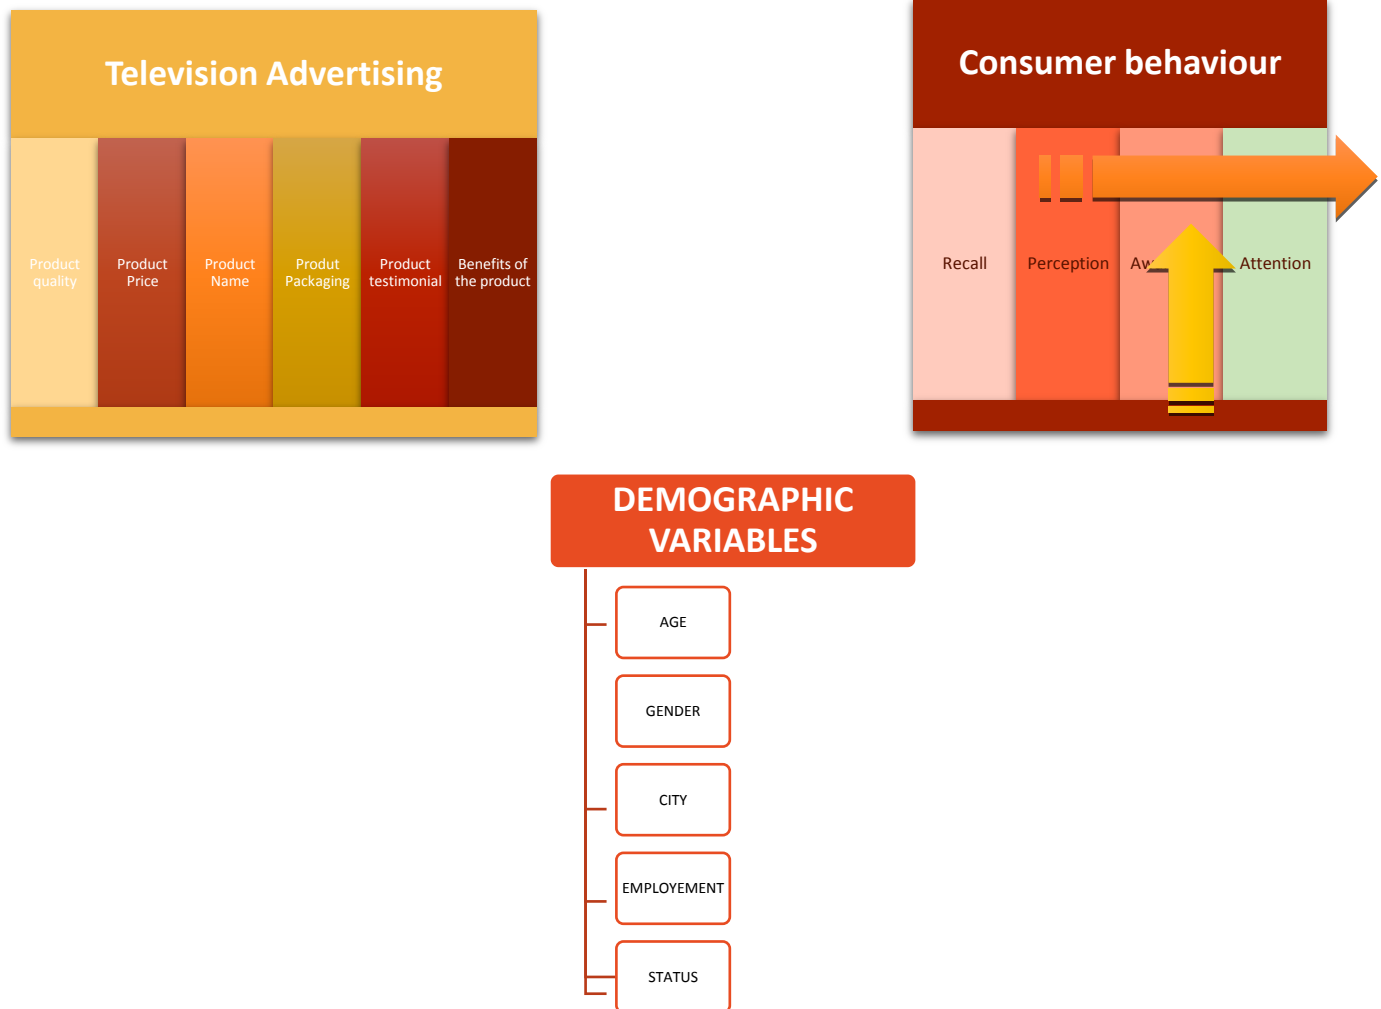 Television Advertising
Product
quality
Product
Price
Product
Name
Produt
Packaging
Product
testimonial
Benefits of
the product
Consumer behaviour
Recall
Perception
Attention
DEMOGRAPHIC
VARIABLES
AGE
GENDER
CITY
EMPLOYEMENT
STATUS